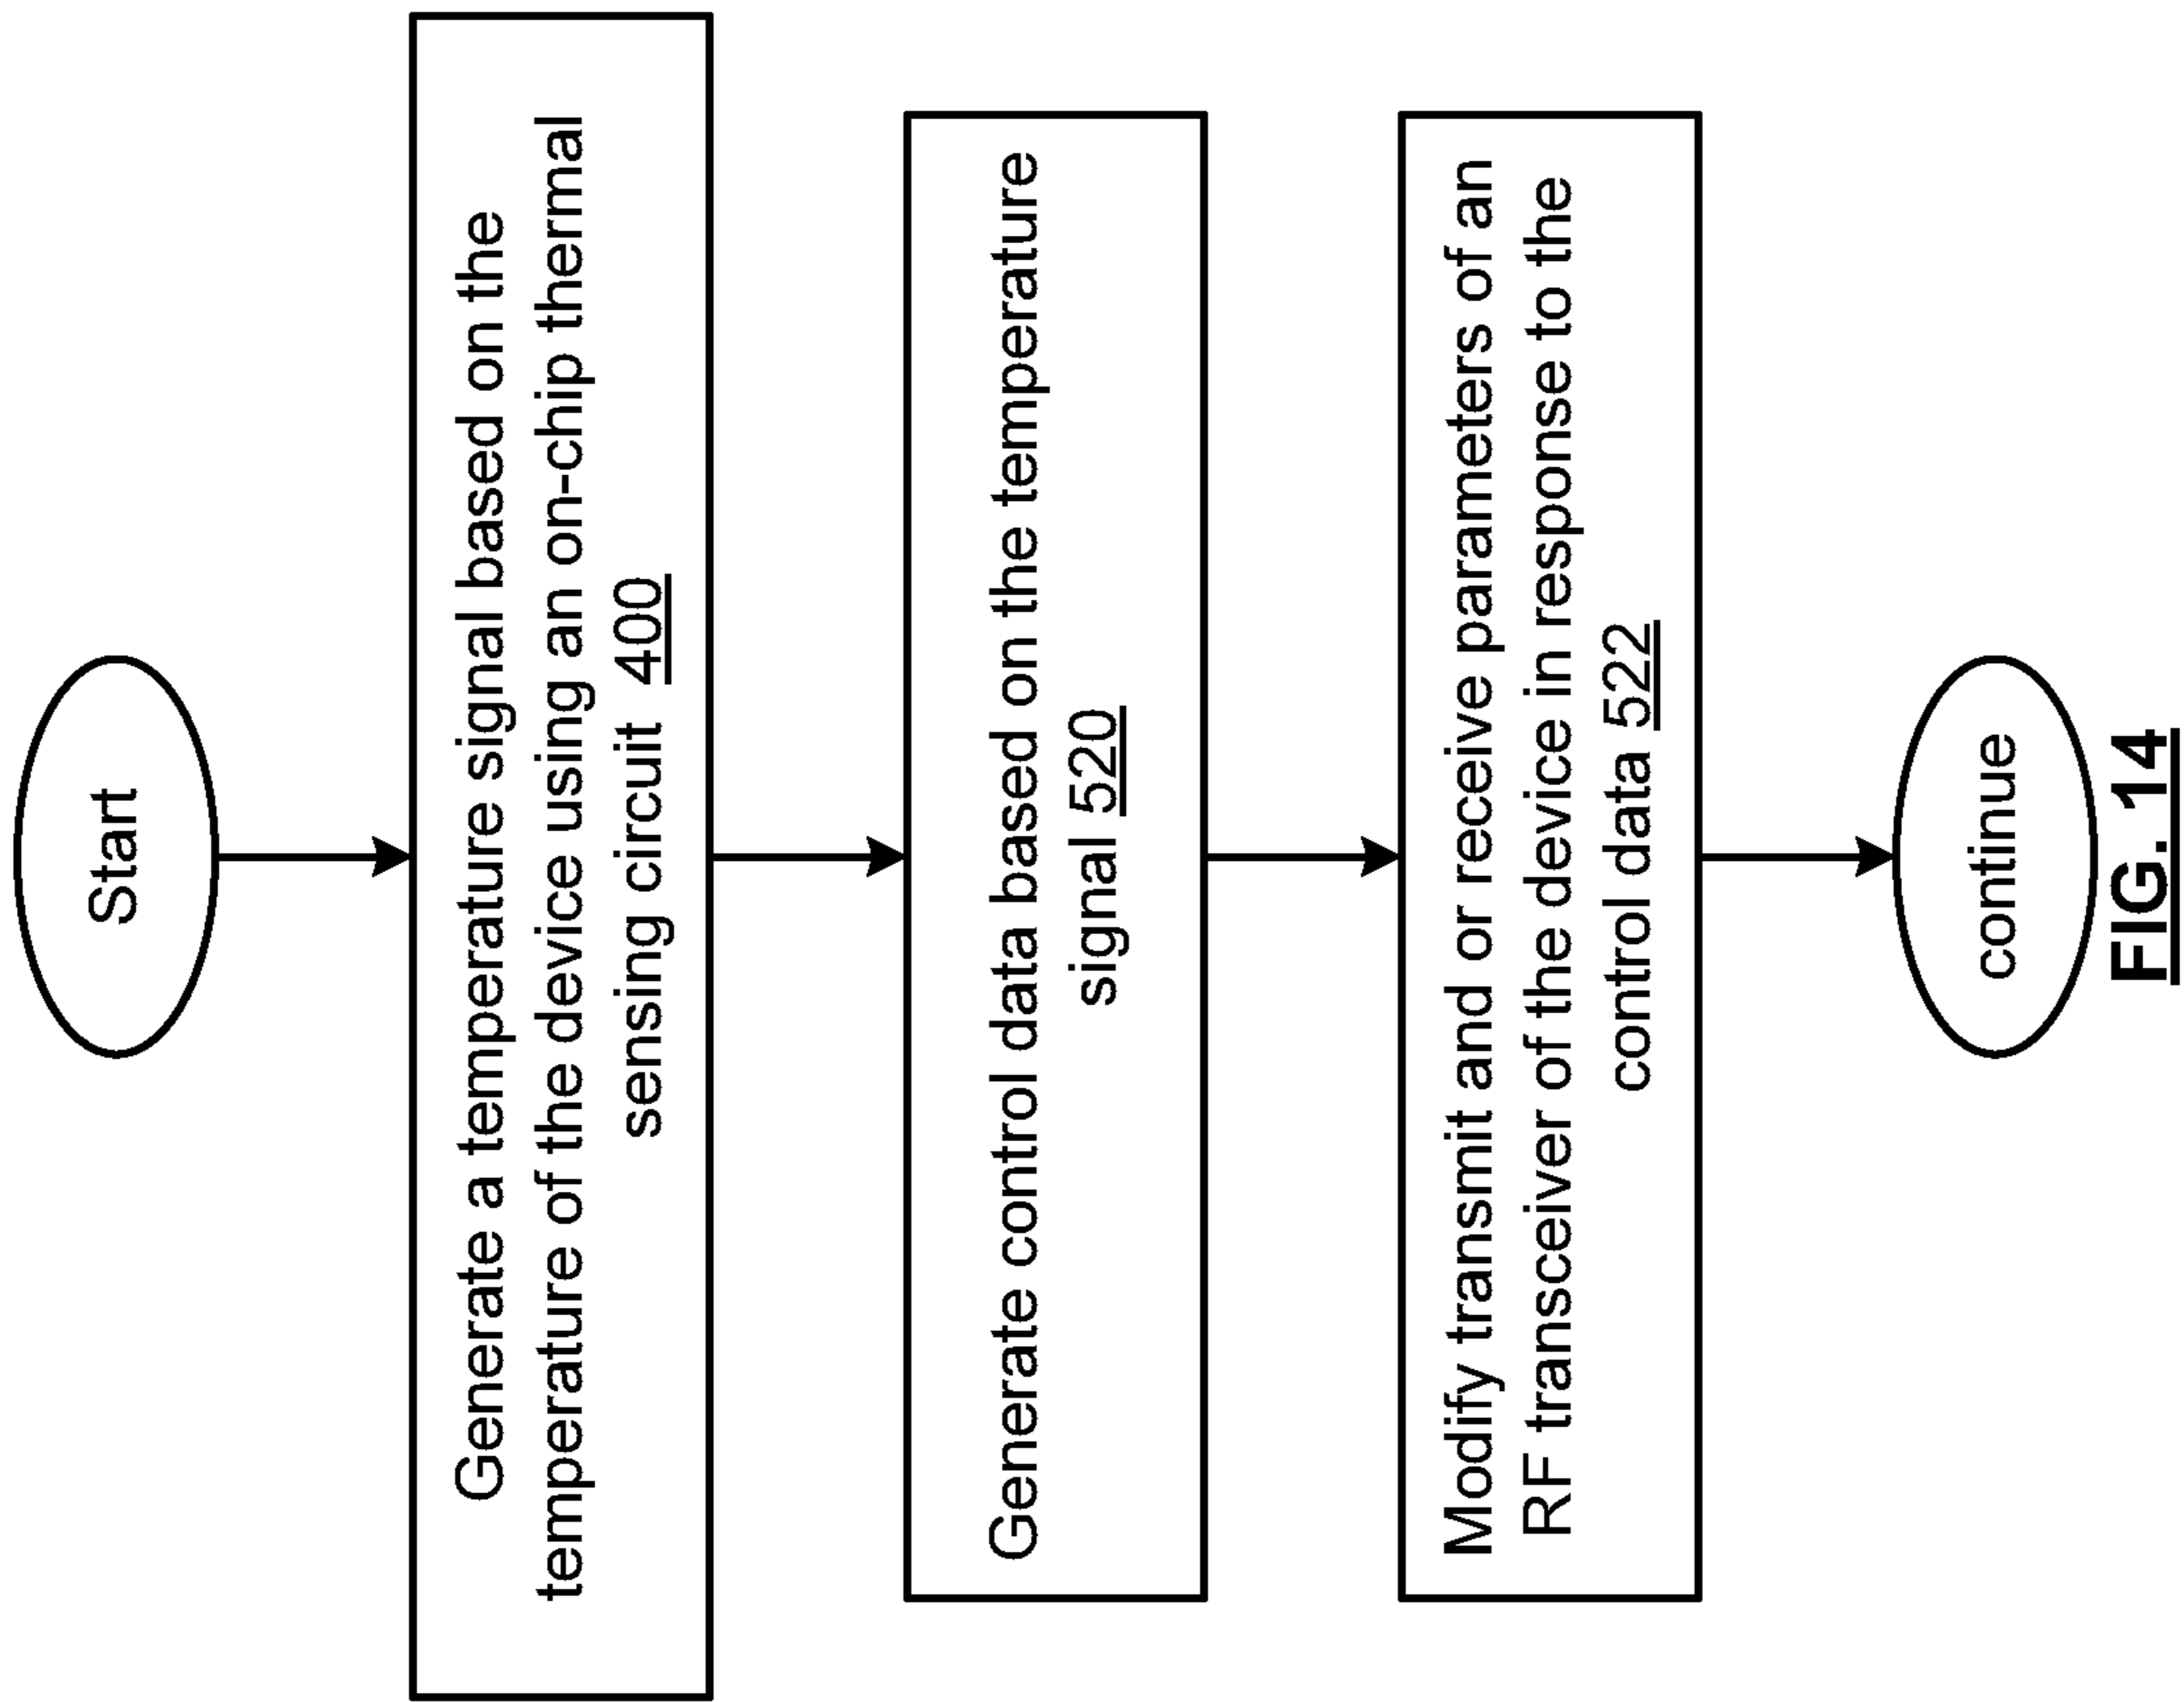 Start
Generate a temperature signal based on the
temperature of the device using an on-chip thermal
sensing circuit 400
Generate control data based on the temperature
signal 520
Modify transmit and or receive parameters of an
RF transceiver of the device in response to the
control data 522
continue
FIG. 14